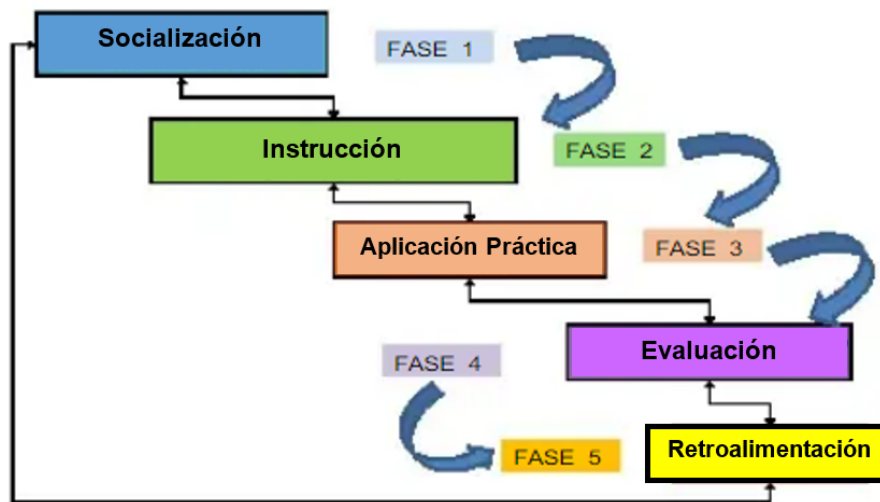 Socialización
FASE 1
Instrucción
FASE 2
Aplicación Práctica
FASE 3
Evaluación
FASE 4
Retroalimentación
FASE 5